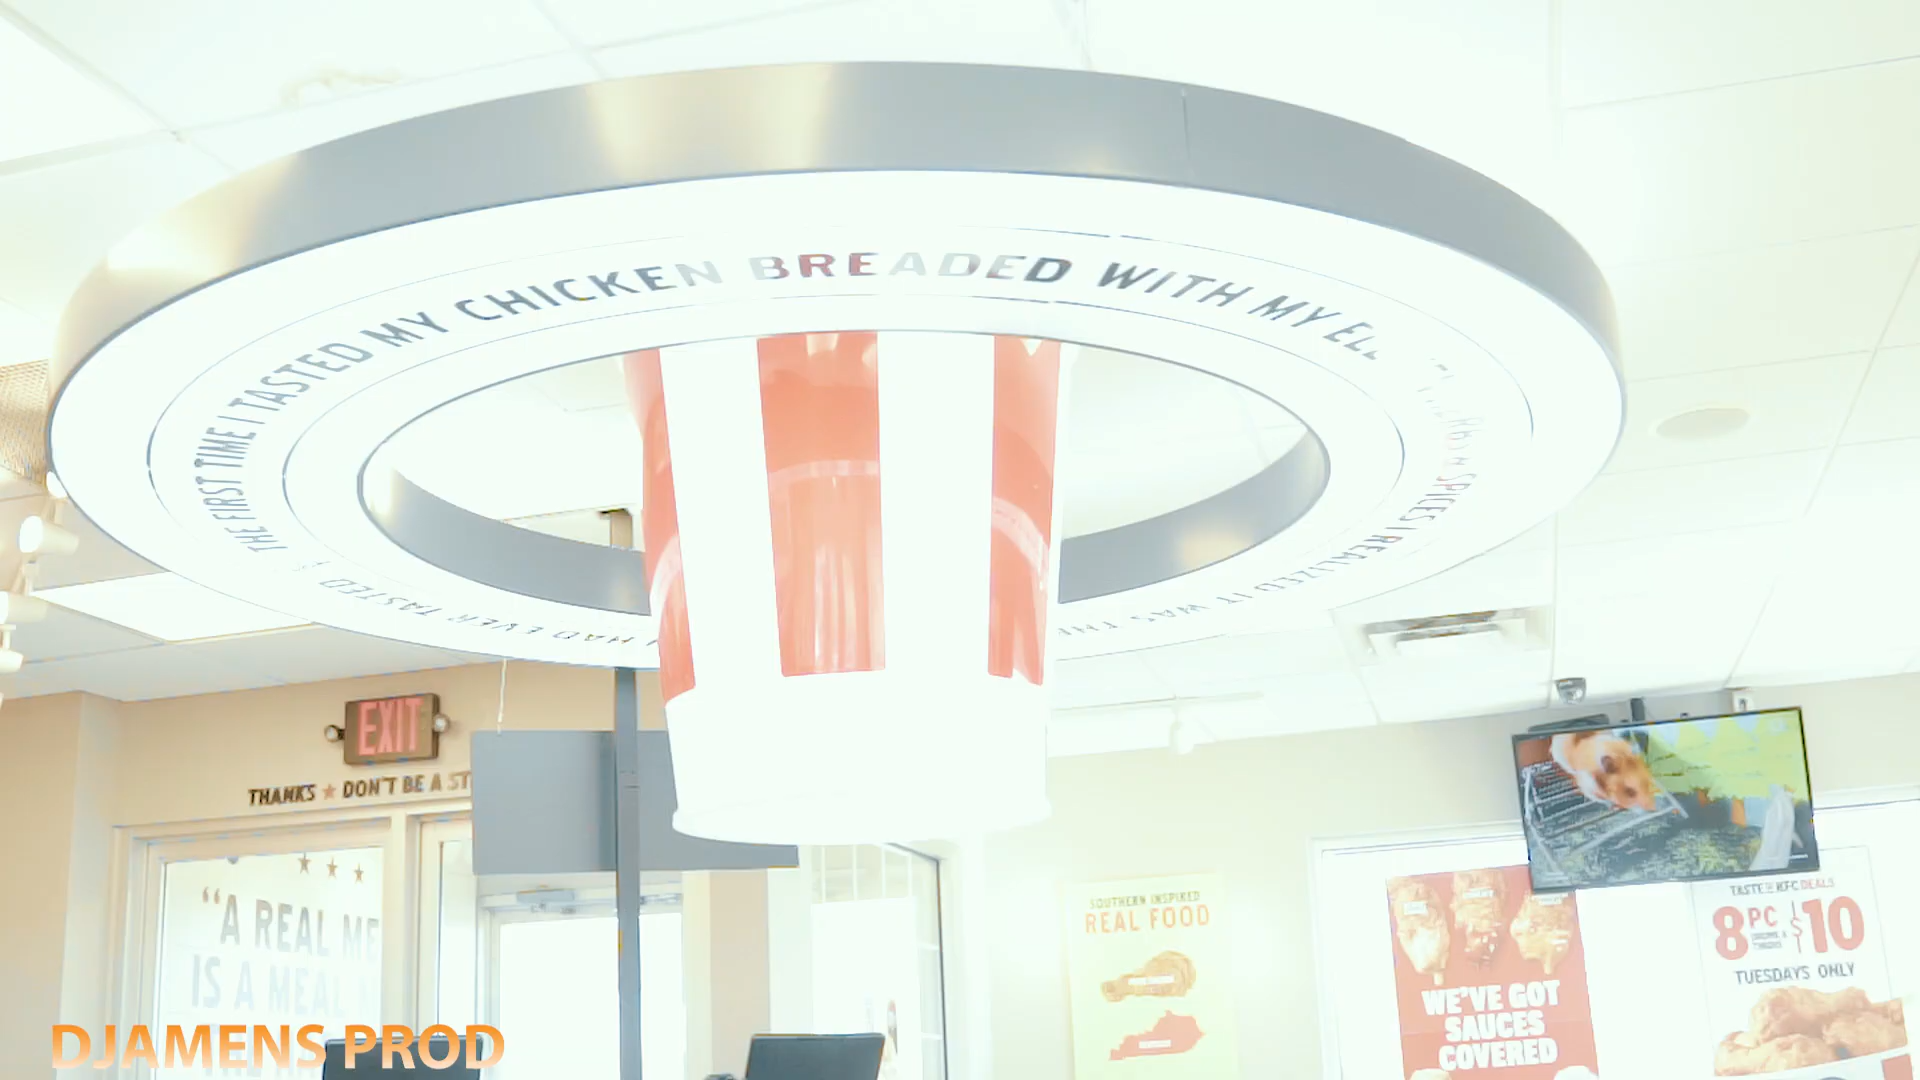 THE FIRST TIME I TASTED MY CHICKEN BREADED WITH MY
SPICES I REALIZED IT WAS THE
I HAD EVER TASTED
EXIT
THANKS ★ DON'T BE A
"A REAL
IS A MEAL
SOUTHERN INSPIRED
REAL FOOD
WE'VE GOT
SAUCES
COVERED
TASTE OF KFC DEALS
8 PC $10
TUESDAYS ONLY
DJAMENS PROD